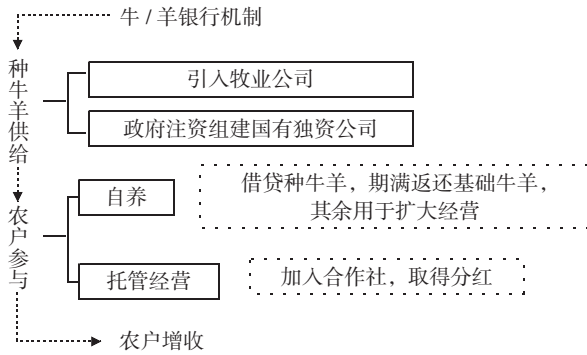 牛 / 羊银行机制
种牛羊供给
引入牧业公司
政府注资组建国有独资公司
农户参与
自养
借贷种牛羊，期满返还基础牛羊，
其余用于扩大经营
托管经营
加入合作社，取得分红
农户增收